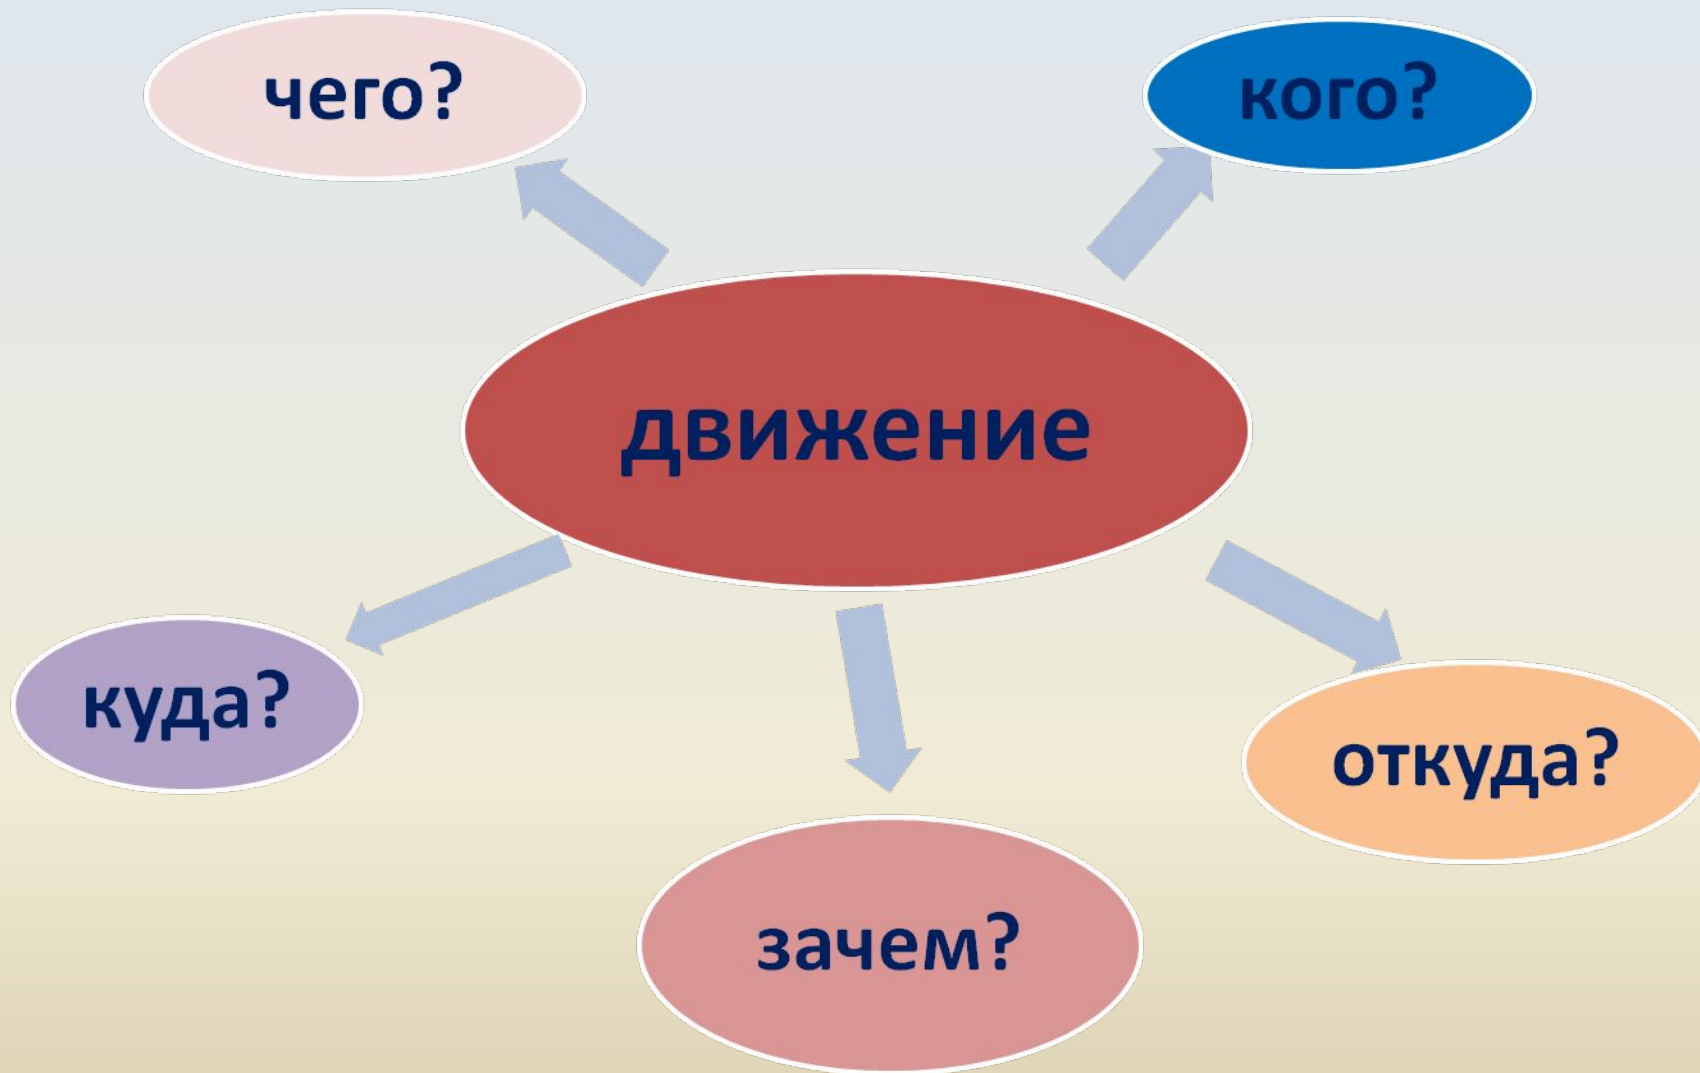 чего?
кого?
движение
куда?
откуда?
зачем?